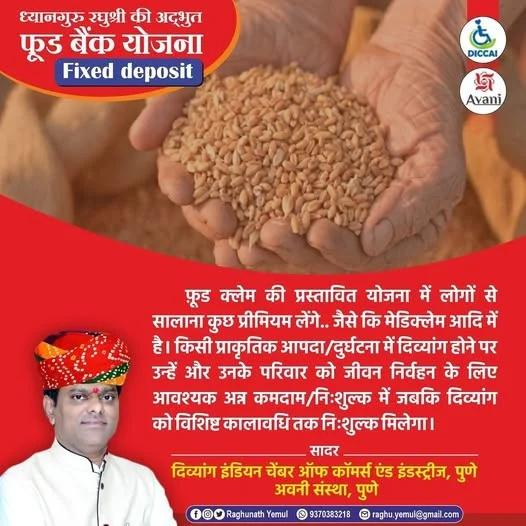 ध्यानगुरु रघुश्री की अद्‌भुत
फूड बैंक योजना
Fixed deposit
DICCAI
Avani
फ़ूड क्लेम की प्रस्तावित योजना में लोगों से
सालाना कुछ प्रीमियम लेंगे.. जैसे कि मेडिक्लेम आदि में
है। किसी प्राकृतिक आपदा/दुर्घटना में दिव्यांग होने पर
उन्हें और उनके परिवार को जीवन निर्वहन के लिए
आवश्यक अन्न कमदाम/निःशुल्क में जबकि दिव्यांग
को विशिष्ट कालावधि तक निःशुल्क मिलेगा।
सादर
दिव्यांग इंडियन चेंबर ऑफ कॉमर्स एंड इंडस्ट्रीज, पुणे
अवनी संस्था, पुणे
Raghunath Yemul 9370383218 raghu.yemul@gmail.com